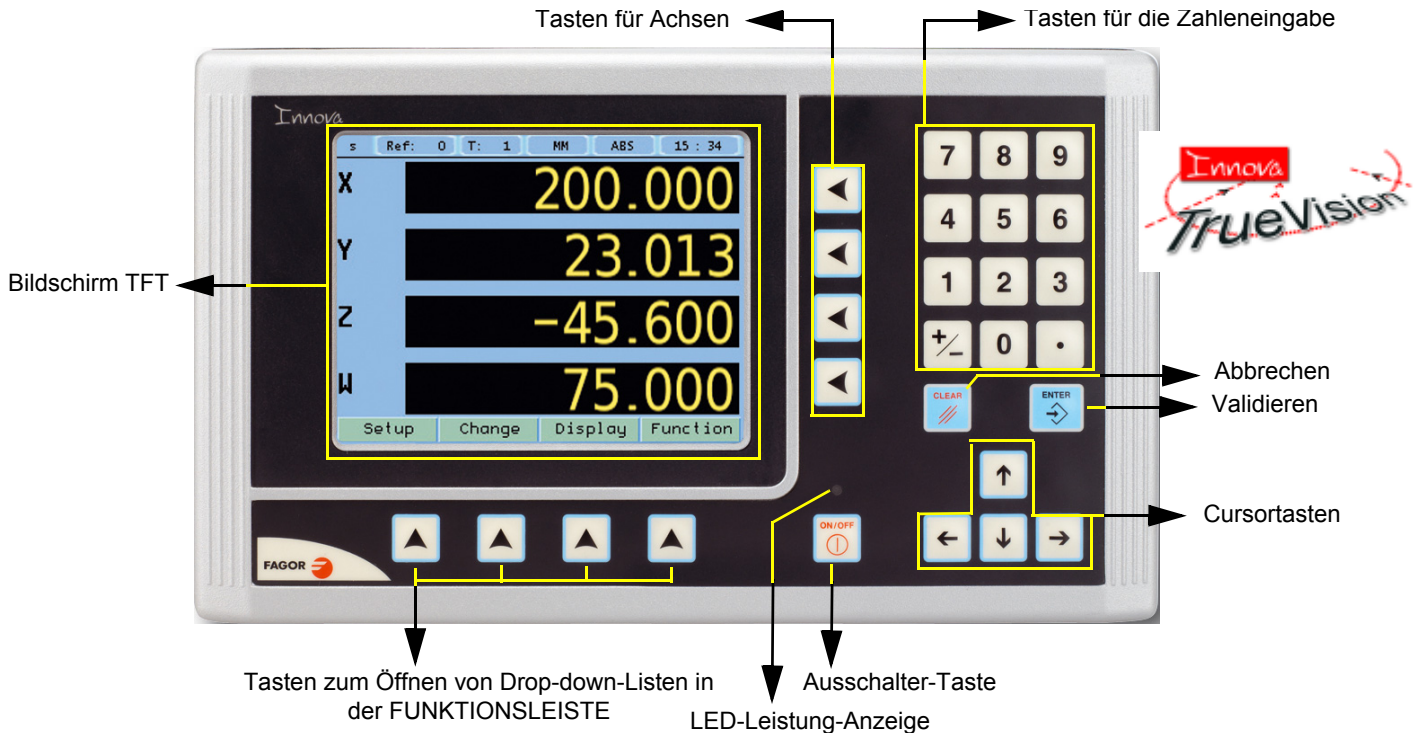 Tasten für Achsen
Tasten für die Zahleneingabe
Innova
s Ref: 0 T: 1 MM ABS 15 : 34
X 200.000
Y 23.013
Z -45.600
W 75.000
Setup Change Display Function
7 8 9
4 5 6
1 2 3
+/- 0 .
Innova
TrueVision
Bildschirm TFT
CLEAR
ENTER
Abbrechen
Validieren
Cursortasten
ON/OFF
FAGOR
Tasten zum Öffnen von Drop-down-Listen in
der FUNKTIONSLEISTE
Ausschalter-Taste
LED-Leistung-Anzeige